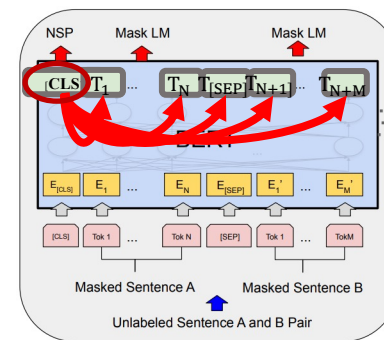 NSP Mask LM Mask LM
[CLS] T1 ... TN T[SEP] TN+1] ... TN+M
BERT
E[CLS] E1 ... EN E[SEP] E1' ... EM'
[CLS] Tok 1 ... Tok N [SEP] Tok 1 ... TokM
Masked Sentence A Masked Sentence B
Unlabeled Sentence A and B Pair